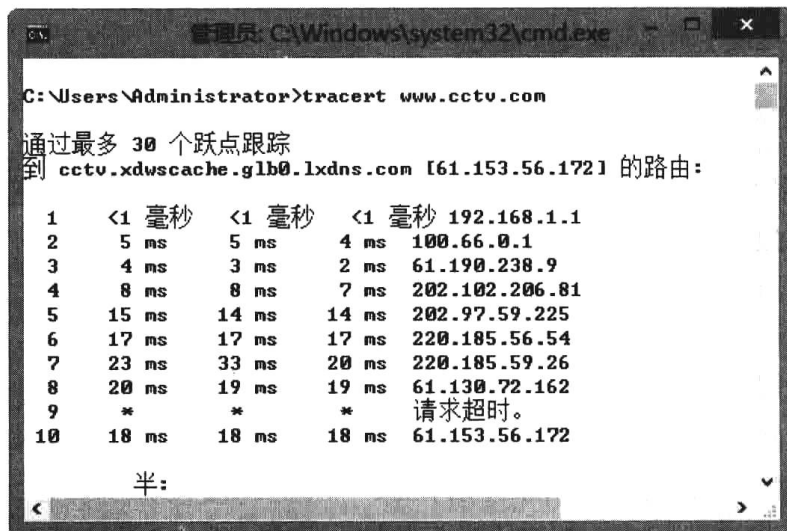 管理员: C:\Windows\system32\cmd.exe
C:\Users\Administrator>tracert www.cctv.com
通过最多 30 个跃点跟踪
到 cctv.xdwscache.glb0.lxdns.com [61.153.56.172] 的路由:
1 <1 毫秒 <1 毫秒 <1 毫秒 192.168.1.1
2 5 ms 5 ms 4 ms 100.66.0.1
3 4 ms 3 ms 2 ms 61.190.238.9
4 8 ms 8 ms 7 ms 202.102.206.81
5 15 ms 14 ms 14 ms 202.97.59.225
6 17 ms 17 ms 17 ms 220.185.56.54
7 23 ms 33 ms 20 ms 220.185.59.26
8 20 ms 19 ms 19 ms 61.130.72.162
9 * * * 请求超时。
10 18 ms 18 ms 18 ms 61.153.56.172
半: